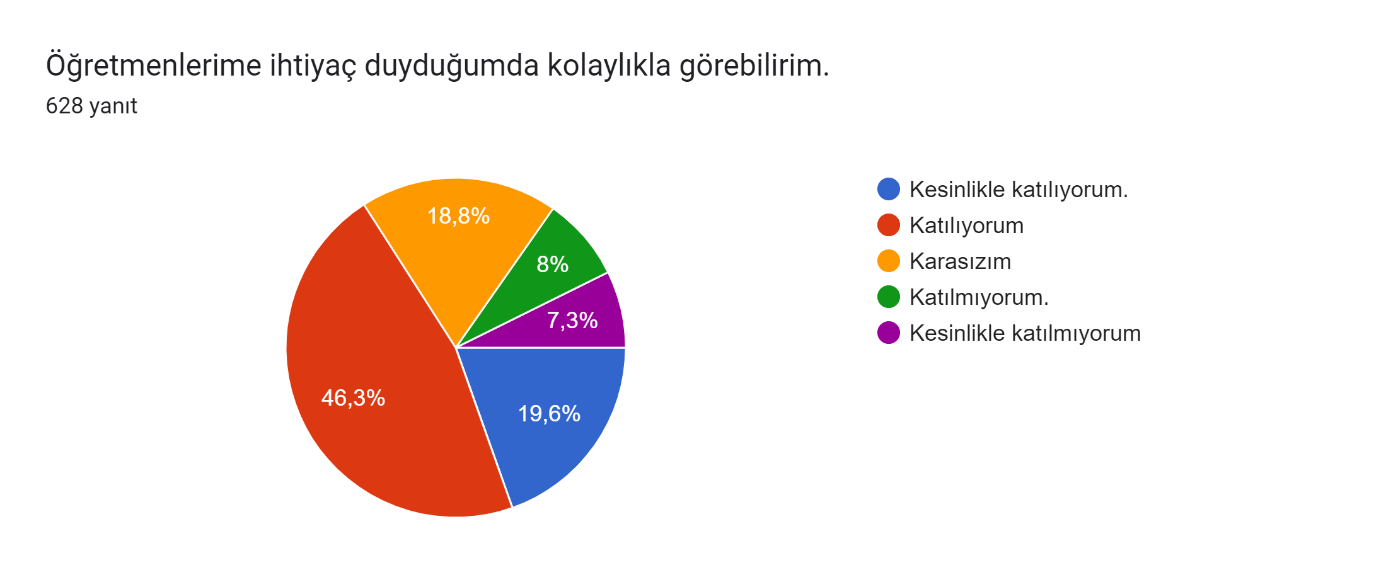 Öğretmenlerime ihtiyaç duyduğumda kolaylıkla görebilirim.
628 yanıt
18,8%
8%
7,3%
46,3%
19,6%
Kesinlikle katılıyorum.
Katılıyorum
Karasızım
Katılmıyorum.
Kesinlikle katılmıyorum